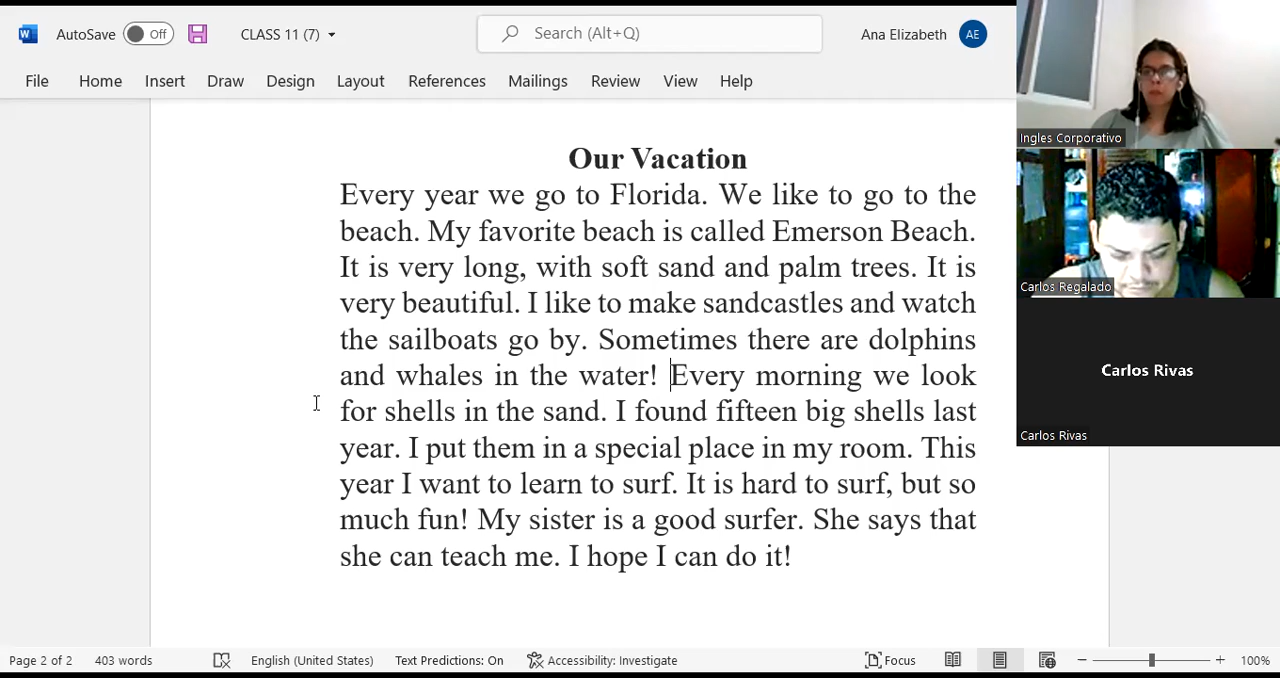 AutoSave Off CLASS 11 (7) Search (Alt+Q) Ana Elizabeth AE
File Home Insert Draw Design Layout References Mailings Review View Help
Our Vacation
Every year we go to Florida. We like to go to the
beach. My favorite beach is called Emerson Beach.
It is very long, with soft sand and palm trees. It is
very beautiful. I like to make sandcastles and watch
the sailboats go by. Sometimes there are dolphins
and whales in the water! Every morning we look
for shells in the sand. I found fifteen big shells last
year. I put them in a special place in my room. This
year I want to learn to surf. It is hard to surf, but so
much fun! My sister is a good surfer. She says that
she can teach me. I hope I can do it!
Ingles Corporativo
Carlos Regalado
Carlos Rivas
Carlos Rivas
Page 2 of 2 403 words English (United States) Text Predictions: On Accessibility: Investigate Focus 100%